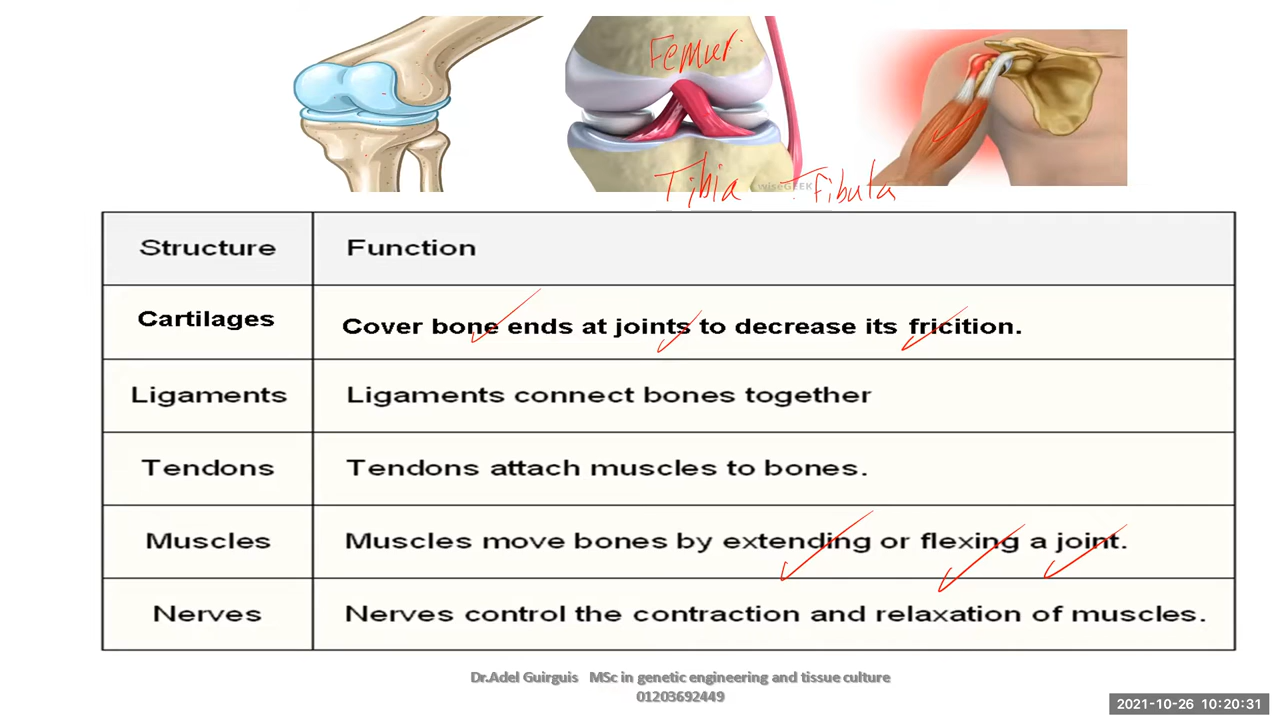 Femur
Tibia Fibula
wiseGEEK
Structure Function
Cartilages Cover bone ends at joints to decrease its fricition.
Ligaments Ligaments connect bones together
Tendons Tendons attach muscles to bones.
Muscles Muscles move bones by extending or flexing a joint.
Nerves Nerves control the contraction and relaxation of muscles.
Dr.Adel Guirguis MSc in genetic engineering and tissue culture
01203692449
2021-10-26 10:20:31